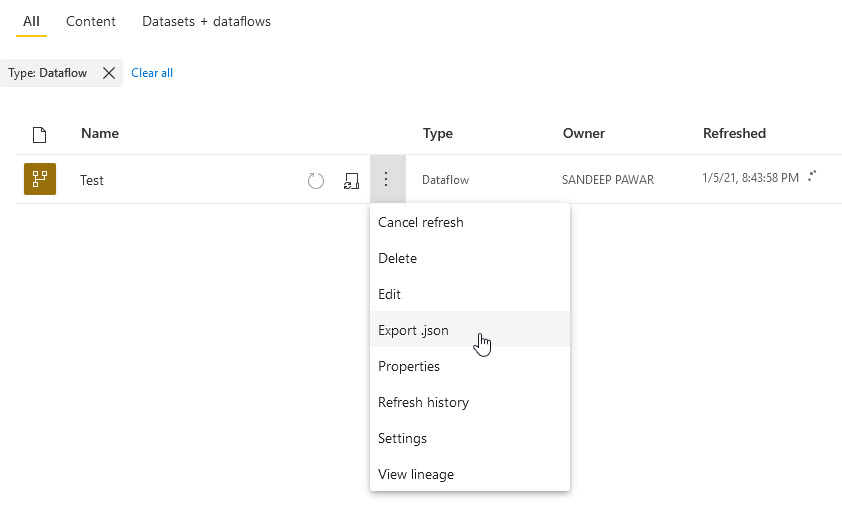 All Content Datasets + dataflows
Type: Dataflow Clear all
Name Type Owner Refreshed
Test Dataflow SANDEEP PAWAR 1/5/21, 8:43:58 PM
Cancel refresh
Delete
Edit
Export .json
Properties
Refresh history
Settings
View lineage